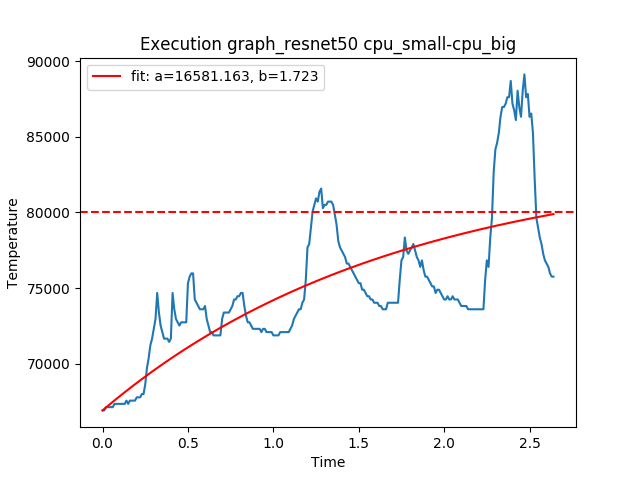 Execution graph_resnet50 cpu_small-cpu_big
fit: a=16581.163, b=1.723
90000
85000
80000
75000
70000
Temperature
0.0 0.5 1.0 1.5 2.0 2.5
Time